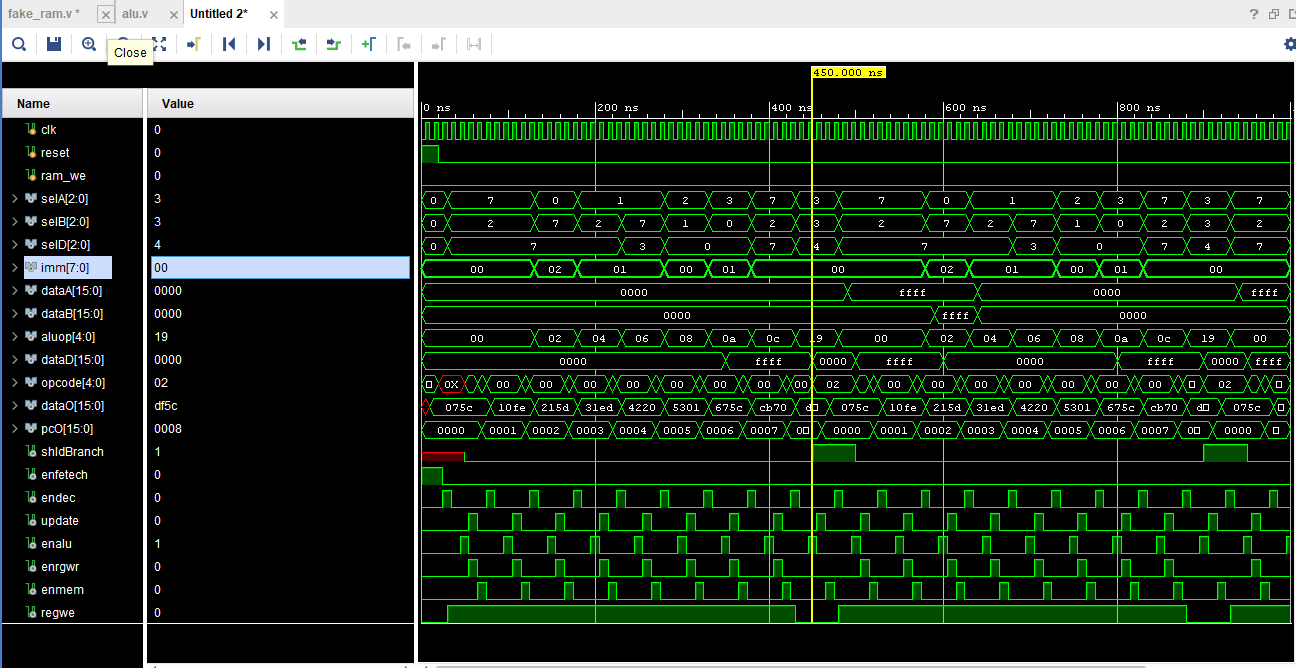 fake_ram.v * alu.v Untitled 2*
Close
450.000 ns
Name Value
0 ns 200 ns 400 ns 600 ns 800 ns
clk 0
reset 0
ram_we 0
selA[2:0] 3 0 7 0 1 2 3 7 3 7 0 1 2 3 7 3 7
selB[2:0] 3 0 2 7 2 7 1 0 2 3 2 7 2 7 1 0 2 3 2
selD[2:0] 4 0 7 3 0 7 4 7 3 0 7 4 7
imm[7:0] 00 00 02 01 00 01 00 02 01 00 01 00
dataA[15:0] 0000 0000 ffff 0000 ffff
dataB[15:0] 0000 0000 ffff 0000
aluop[4:0] 19 00 02 04 06 08 0a 0c 19 00 02 04 06 08 0a 0c 19 00
dataD[15:0] 0000 0000 ffff 0000 ffff 0000 ffff 0000 ffff
opcode[4:0] 02 0X 00 00 00 00 00 00 00 00 02 00 00 00 00 00 00 00 02
dataO[15:0] df5c 075c 10fe 215d 31ed 4220 5301 675c cb70 d 075c 10fe 215d 31ed 4220 5301 675c cb70 d 075c
pcO[15:0] 0008 0000 0001 0002 0003 0004 0005 0006 0007 0 0000 0001 0002 0003 0004 0005 0006 0007 0 0000
shldBranch 1
enfetech 0
endec 0
update 0
enalu 1
enrgwr 0
enmem 0
regwe 0